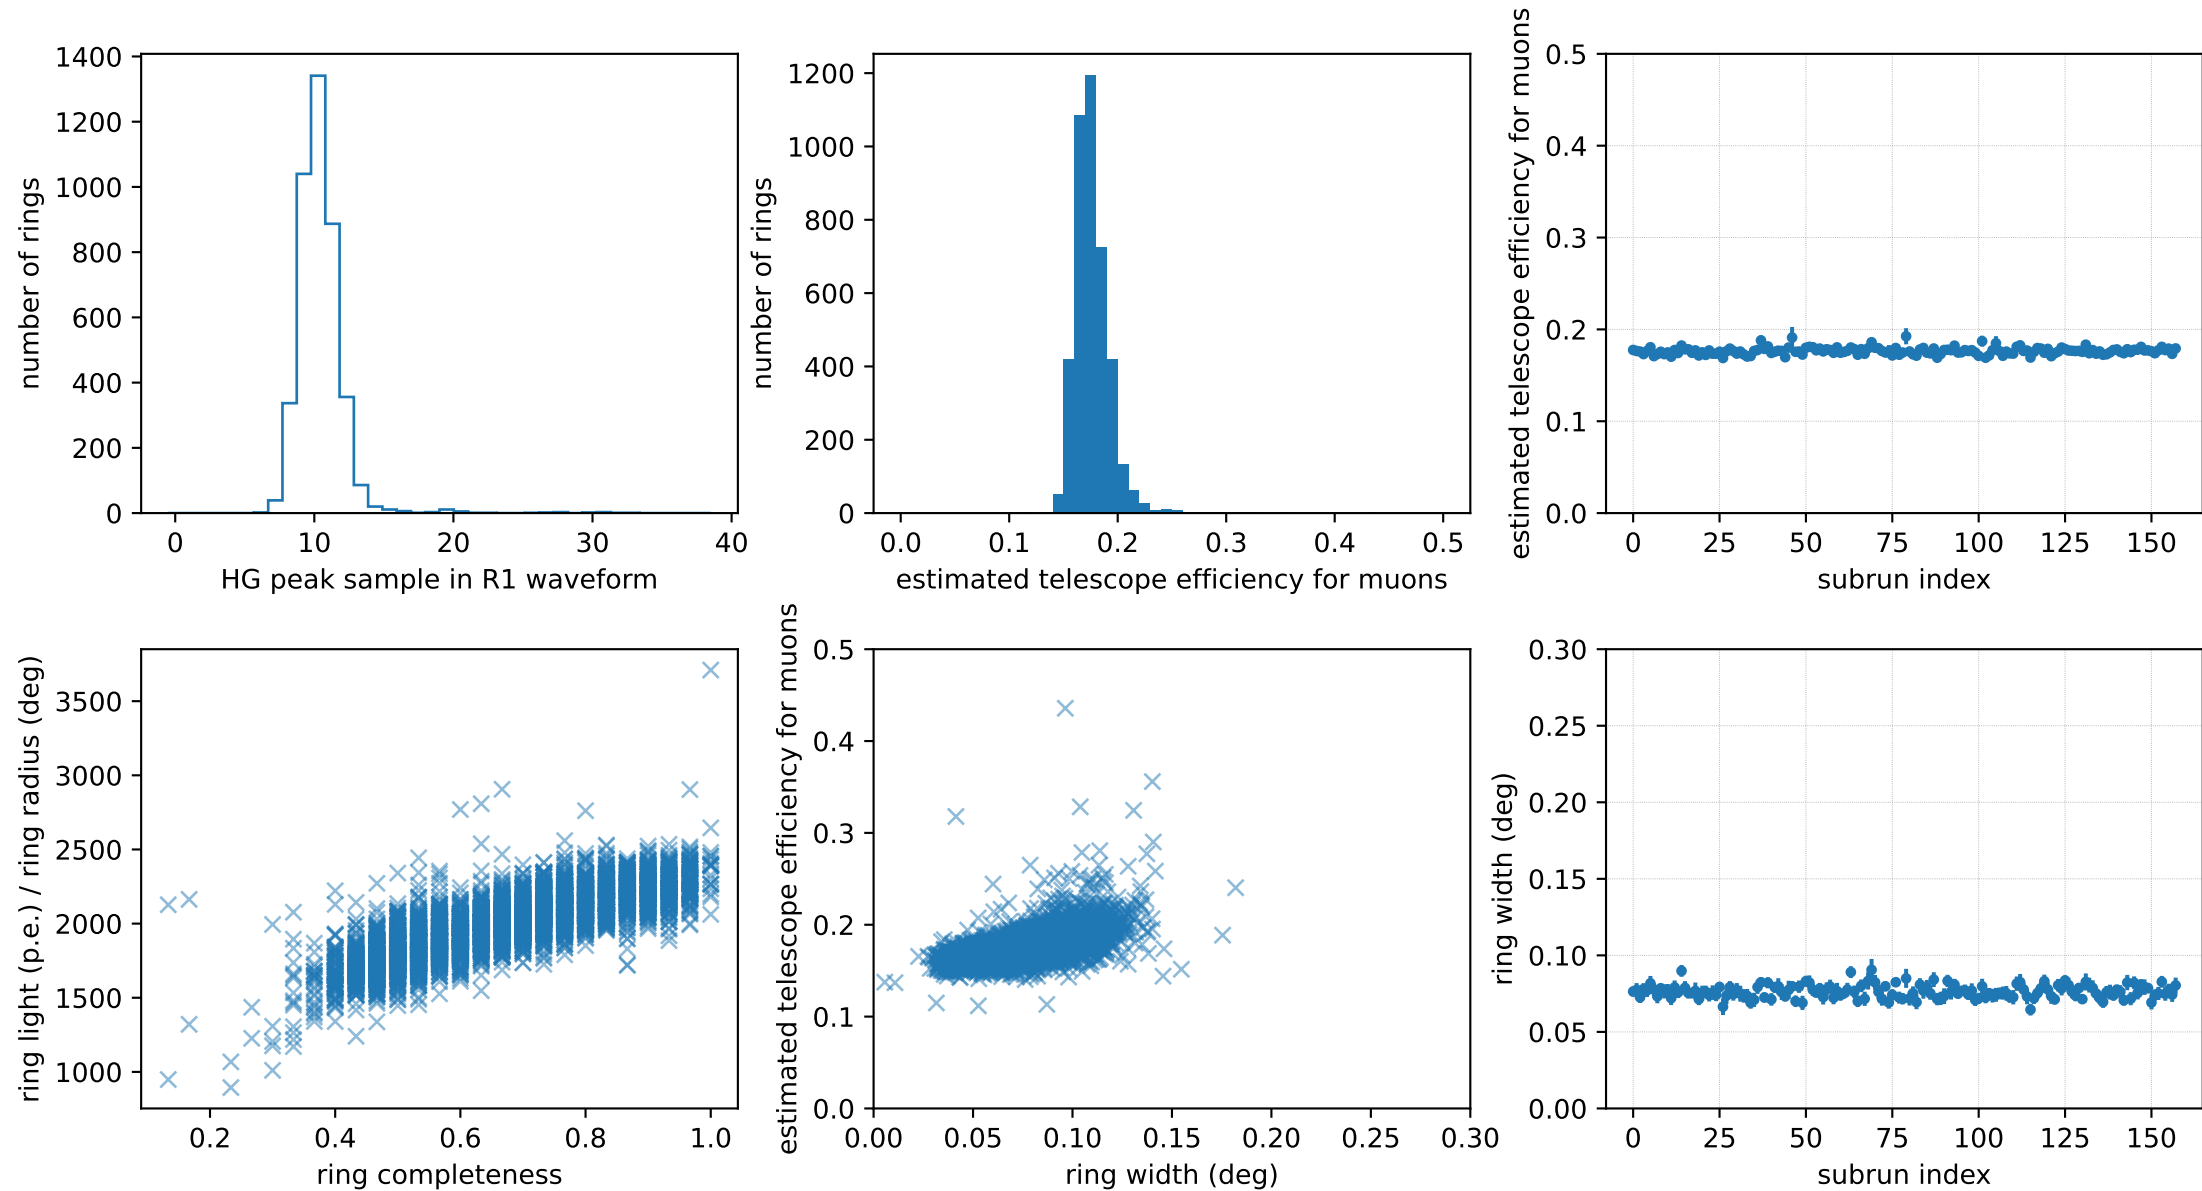 number of rings
1400
1200
1000
800
600
400
200
0
0 10 20 30 40
HG peak sample in R1 waveform
number of rings
1200
1000
800
600
400
200
0
0.0 0.1 0.2 0.3 0.4 0.5
estimated telescope efficiency for muons
estimated telescope efficiency for muons
0.5
0.4
0.3
0.2
0.1
0.0
0 25 50 75 100 125 150
subrun index
ring light (p.e.) / ring radius (deg)
3500
3000
2500
2000
1500
1000
0.2 0.4 0.6 0.8 1.0
ring completeness
estimated telescope efficiency for muons
0.5
0.4
0.3
0.2
0.1
0.0
0.00 0.05 0.10 0.15 0.20 0.25 0.30
ring width (deg)
ring width (deg)
0.30
0.25
0.20
0.15
0.10
0.05
0.00
0 25 50 75 100 125 150
subrun index